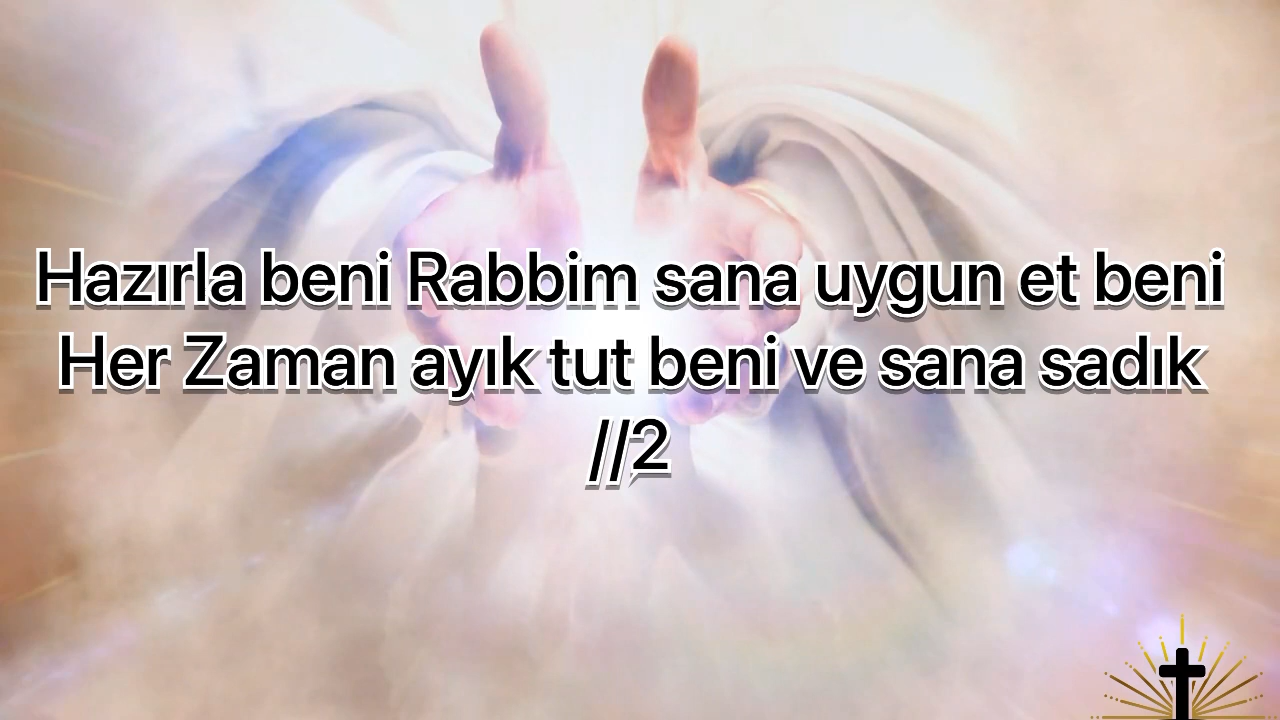 Hazırla beni Rabbim sana uygun et beni
Her Zaman ayık tut beni ve sana sadık
//2